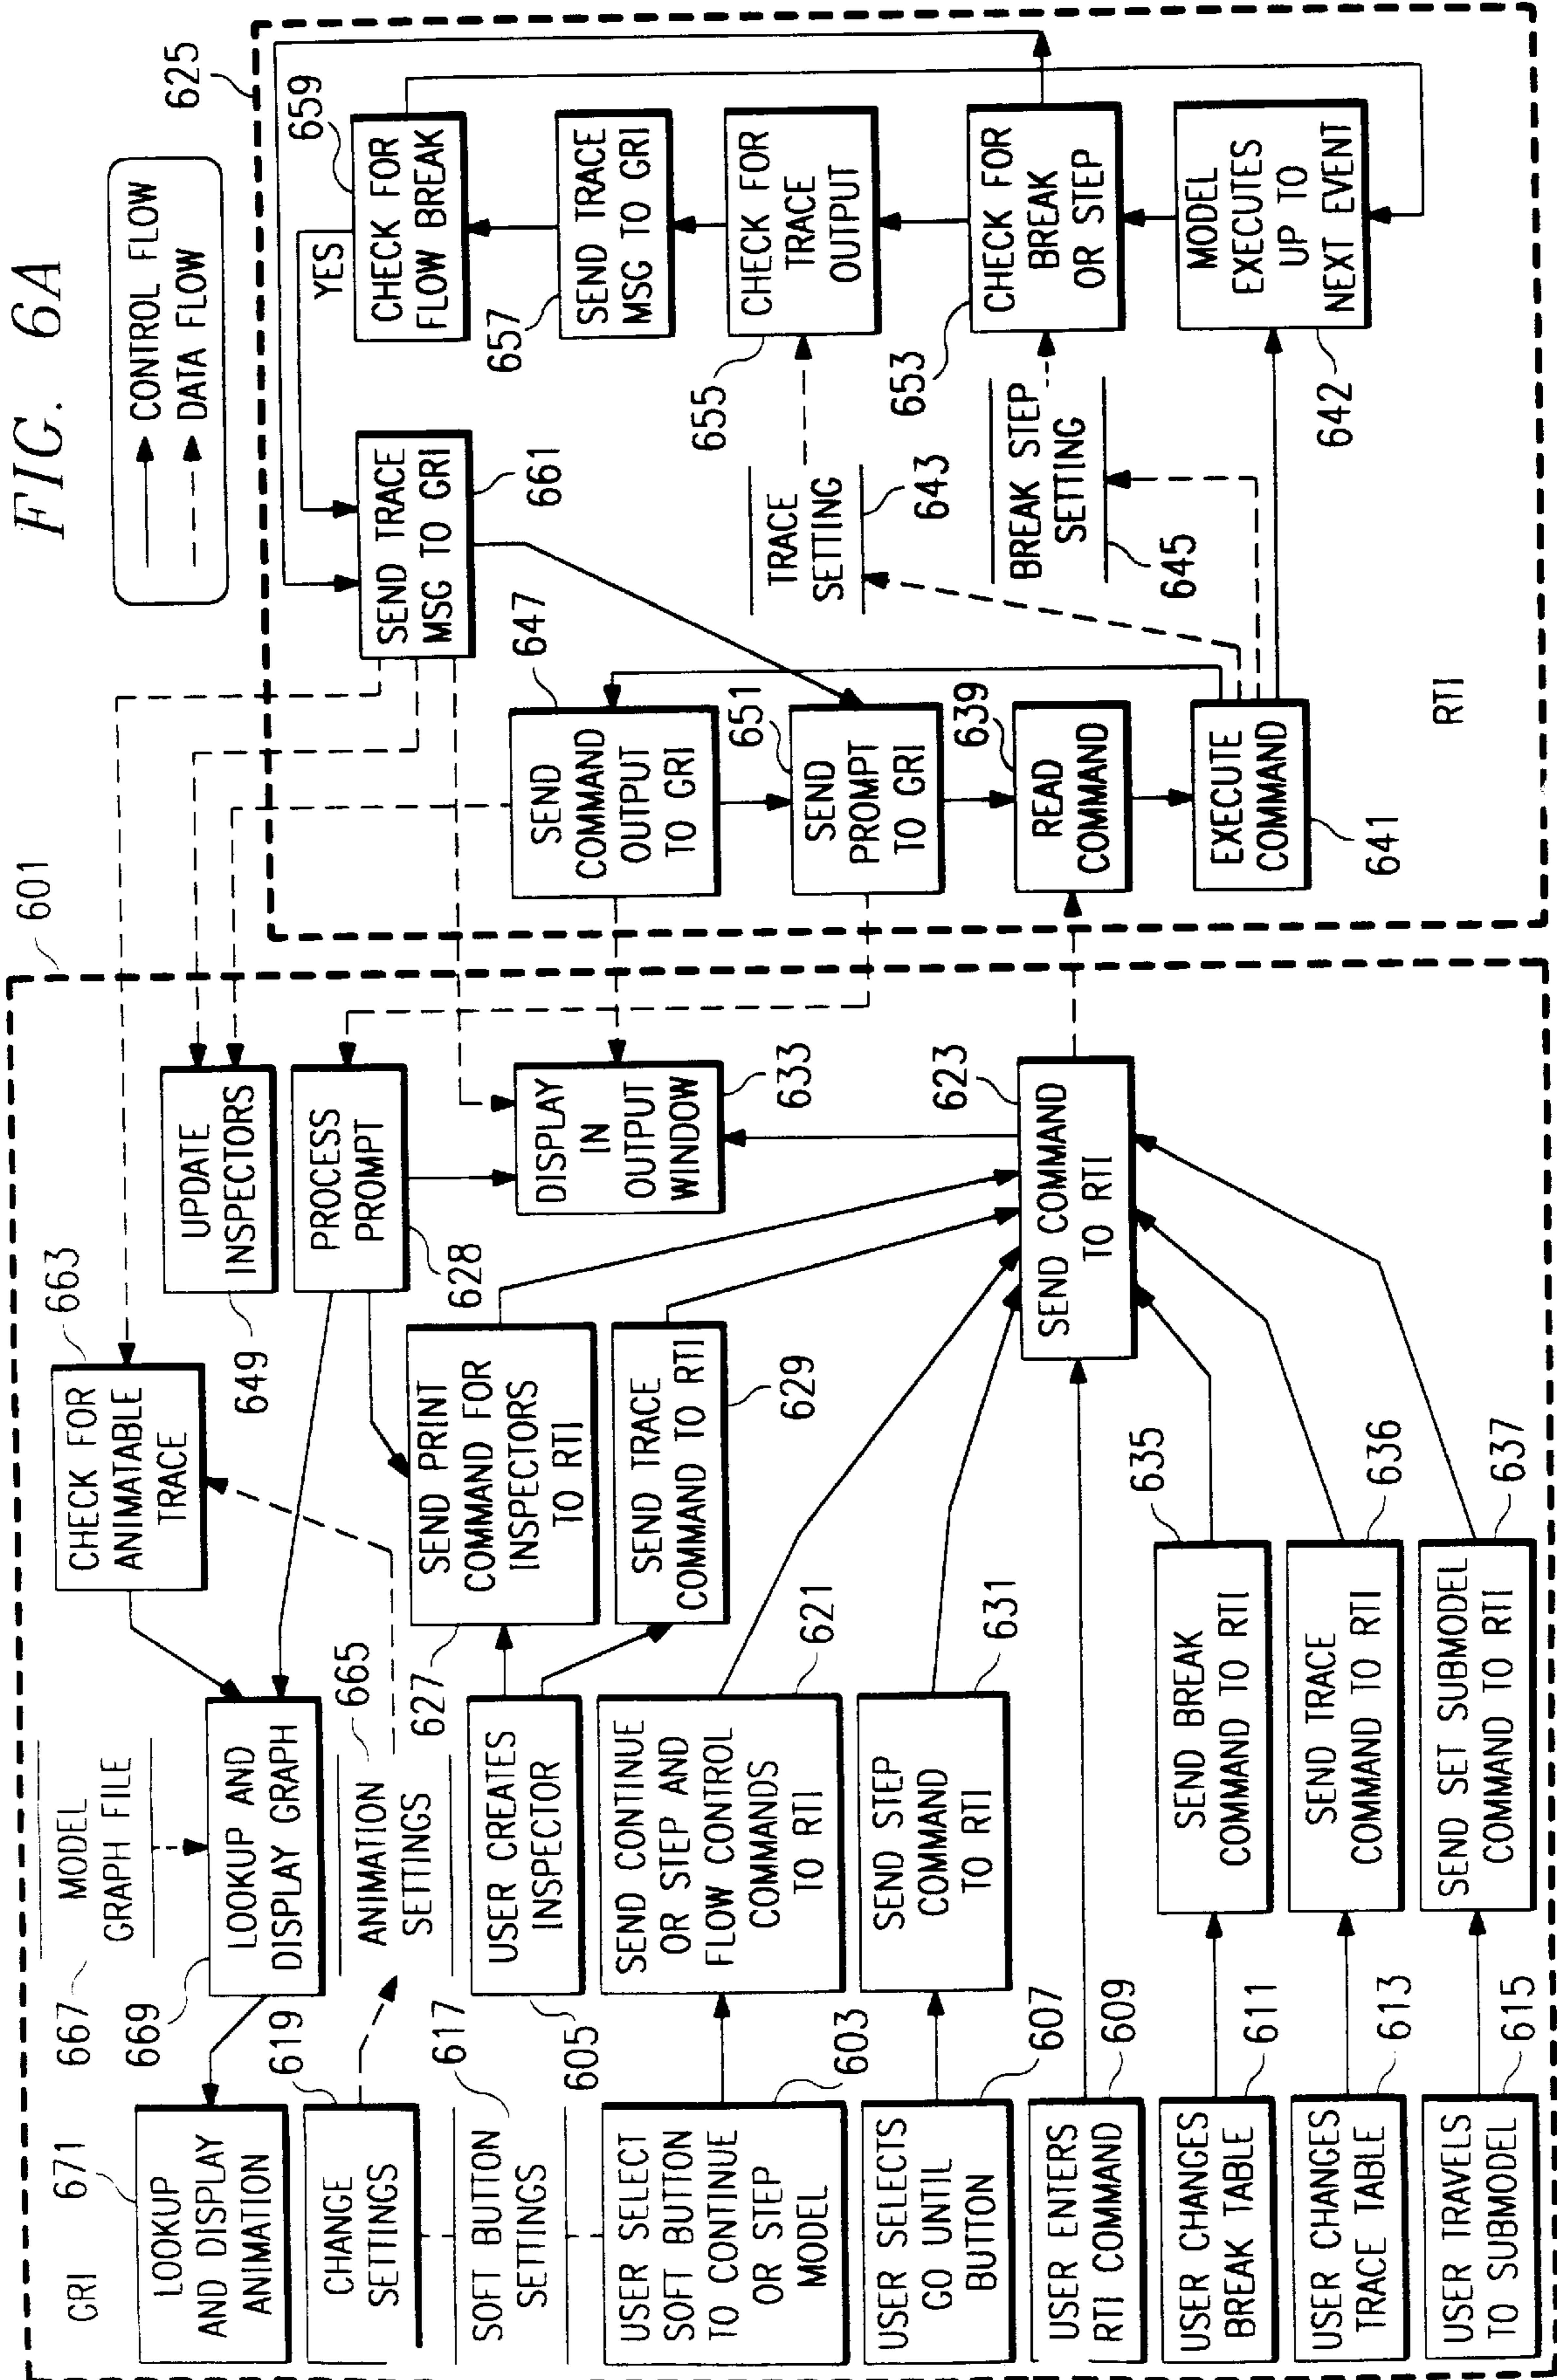 FIG. 6A
CONTROL FLOW
DATA FLOW
601
625
GRI
671
LOOKUP
AND DISPLAY
ANIMATION
667
MODEL
GRAPH FILE
669
LOOKUP AND
DISPLAY GRAPH
663
CHECK FOR
ANIMATABLE
TRACE
649
UPDATE
INSPECTORS
619
CHANGE
SETTINGS
665
ANIMATION
SETTINGS
628
PROCESS
PROMPT
617
SOFT BUTTON
SETTINGS
605
USER CREATES
INSPECTOR
627
SEND PRINT
COMMAND FOR
INSPECTORS
TO RTI
629
SEND TRACE
COMMAND TO RTI
633
DISPLAY
IN
OUTPUT
WINDOW
603
USER SELECT
SOFT BUTTON
TO CONTINUE
OR STEP
MODEL
621
SEND CONTINUE
OR STEP AND
FLOW CONTROL
COMMANDS
TO RTI
607
USER SELECTS
GO UNTIL
BUTTON
631
SEND STEP
COMMAND
TO RTI
609
USER ENTERS
RTI COMMAND
623
SEND COMMAND
TO RTI
611
USER CHANGES
BREAK TABLE
635
SEND BREAK
COMMAND TO RTI
613
USER CHANGES
TRACE TABLE
636
SEND TRACE
COMMAND TO RTI
615
USER TRAVELS
TO SUBMODEL
637
SEND SET SUBMODEL
COMMAND TO RTI
661
SEND TRACE
MSG TO GRI
YES
659
CHECK FOR
FLOW BREAK
647
SEND
COMMAND
OUTPUT
TO GRI
657
SEND TRACE
MSG TO GRI
651
SEND
PROMPT
TO GRI
643
TRACE
SETTING
655
CHECK FOR
TRACE
OUTPUT
639
READ
COMMAND
645
BREAK STEP
SETTING
653
CHECK FOR
BREAK
OR STEP
641
EXECUTE
COMMAND
642
MODEL
EXECUTES
UP TO
NEXT EVENT
RTI